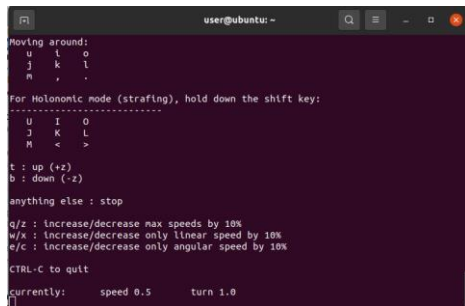 user@ubuntu: ~
Moving around:
u i o
j k l
M , .
For Holonomic mode (strafing), hold down the shift key:
---------------------------
U I O
J K L
M < >
t : up (+z)
b : down (-z)
anything else : stop
q/z : increase/decrease max speeds by 10%
w/x : increase/decrease only linear speed by 10%
e/c : increase/decrease only angular speed by 10%
CTRL-C to quit
currently: speed 0.5 turn 1.0